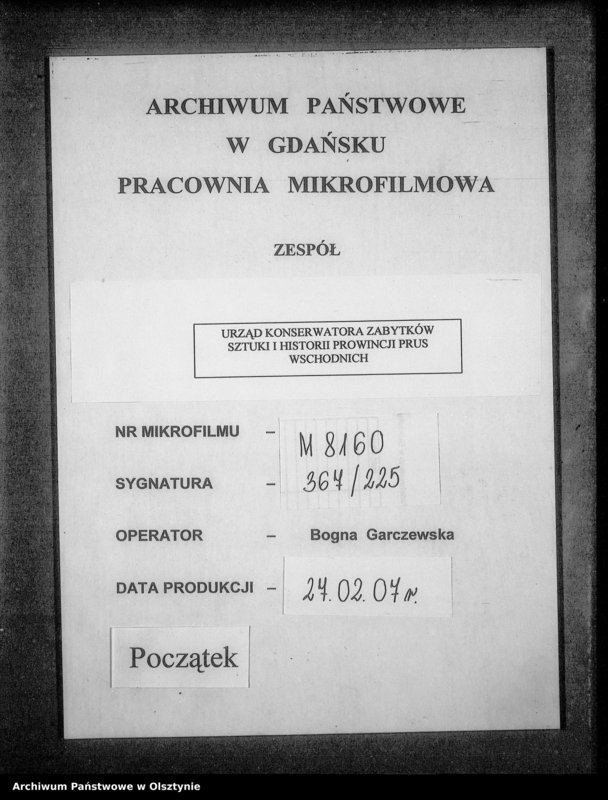 ARCHIWUM PAŃSTWOWE
W GDAŃSKU
PRACOWNIA MIKROFILMOWA
ZESPÓŁ
URZĄD KONSERWATORA ZABYTKÓW
SZTUKI I HISTORII PROWINCJI PRUS
WSCHODNICH
NR MIKROFILMU – M 8160
SYGNATURA – 367/225
OPERATOR – Bogna Garczewska
DATA PRODUKCJI – 27.02.07r.
Początek
Archiwum Państwowe w Olsztynie